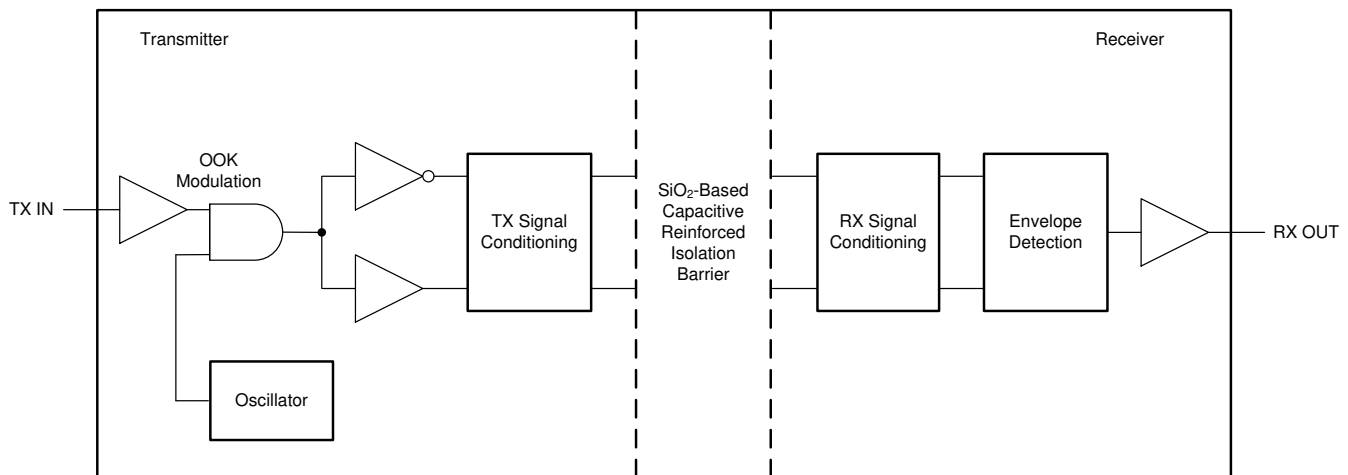 Transmitter
Receiver
OOK
Modulation
TX IN
TX Signal
Conditioning
SiO₂-Based
Capacitive
Reinforced
Isolation
Barrier
RX Signal
Conditioning
Envelope
Detection
RX OUT
Oscillator